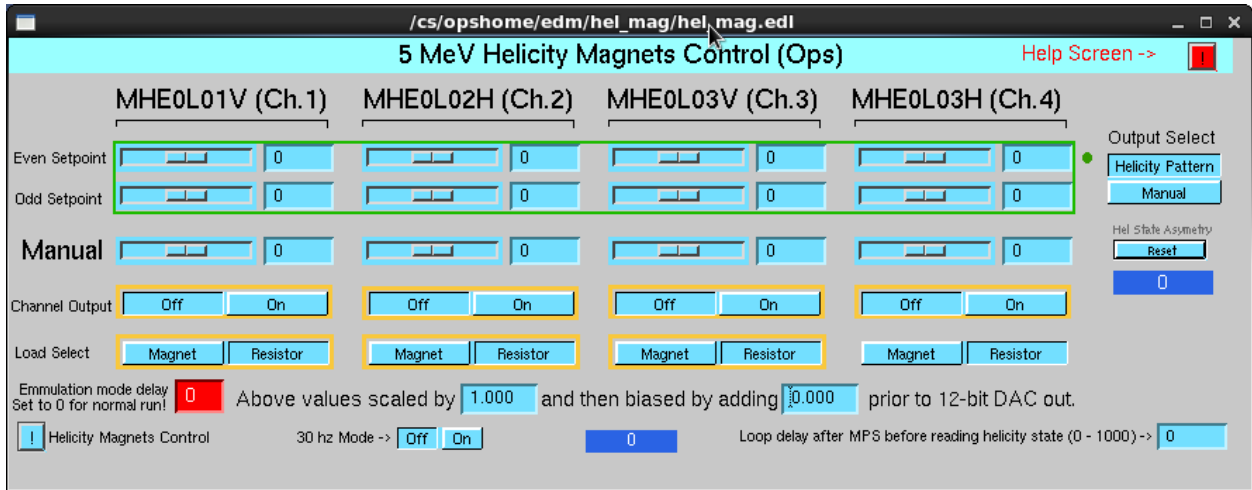 /cs/opshome/edm/hel_mag/hel_mag.edl
5 MeV Helicity Magnets Control (Ops)
Help Screen ->
!
MHE0L01V (Ch.1) MHE0L02H (Ch.2) MHE0L03V (Ch.3) MHE0L03H (Ch.4)
Output Select
Even Setpoint 0 0 0 0
Helicity Pattern
Odd Setpoint 0 0 0 0
Manual
Hel State Asymetry
Manual 0 0 0 0
Reset
0
Channel Output Off On Off On Off On Off On
Load Select Magnet Resistor Magnet Resistor Magnet Resistor Magnet Resistor
Emmulation mode delay
Set to 0 for normal run! 0
Above values scaled by 1.000 and then biased by adding 0.000 prior to 12-bit DAC out.
! Helicity Magnets Control 30 hz Mode -> Off On 0 Loop delay after MPS before reading helicity state (0 - 1000) -> 0